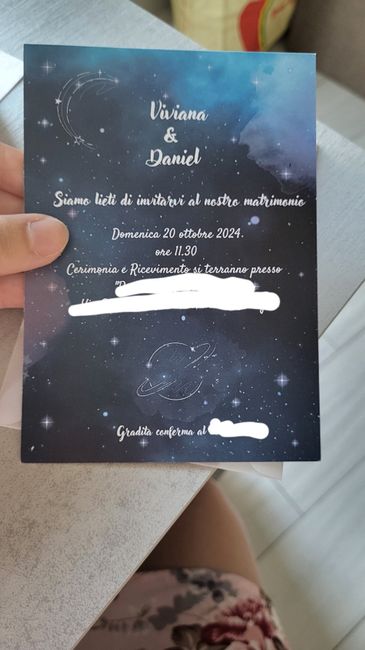 Viviana
&
Daniel
Siamo lieti di invitarvi al nostro matrimonio
Domenica 20 ottobre 2024
ore 11.30
Cerimonia e Ricevimento si terranno presso
Gradita conferma al